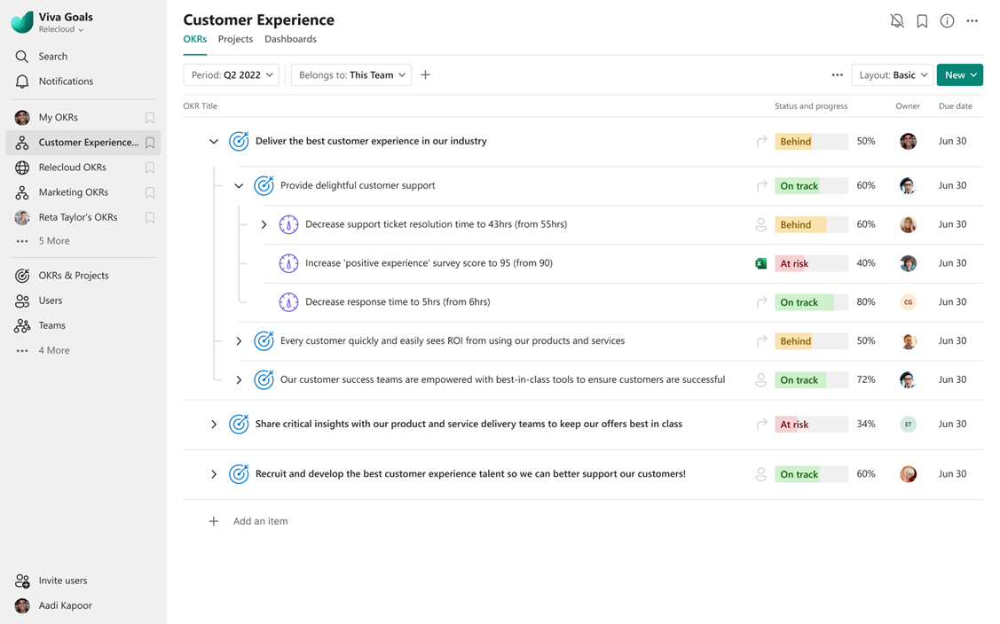 Viva Goals
Relecloud
Search
Notifications
My OKRs
Customer Experience...
Relecloud OKRs
Marketing OKRs
Reta Taylor's OKRs
5 More
OKRs & Projects
Users
Teams
4 More
Invite users
Aadi Kapoor
Customer Experience
OKRs Projects Dashboards
Period: Q2 2022 Belongs to: This Team Layout: Basic New
OKR Title Status and progress Owner Due date
Deliver the best customer experience in our industry Behind 50% Jun 30
Provide delightful customer support On track 60% Jun 30
Decrease support ticket resolution time to 43hrs (from 55hrs) Behind 60% Jun 30
Increase 'positive experience' survey score to 95 (from 90) At risk 40% Jun 30
Decrease response time to 5hrs (from 6hrs) On track 80% CG Jun 30
Every customer quickly and easily sees ROI from using our products and services Behind 50% Jun 30
Our customer success teams are empowered with best-in-class tools to ensure customers are successful On track 72% Jun 30
Share critical insights with our product and service delivery teams to keep our offers best in class At risk 34% ET Jun 30
Recruit and develop the best customer experience talent so we can better support our customers! On track 60% Jun 30
Add an item